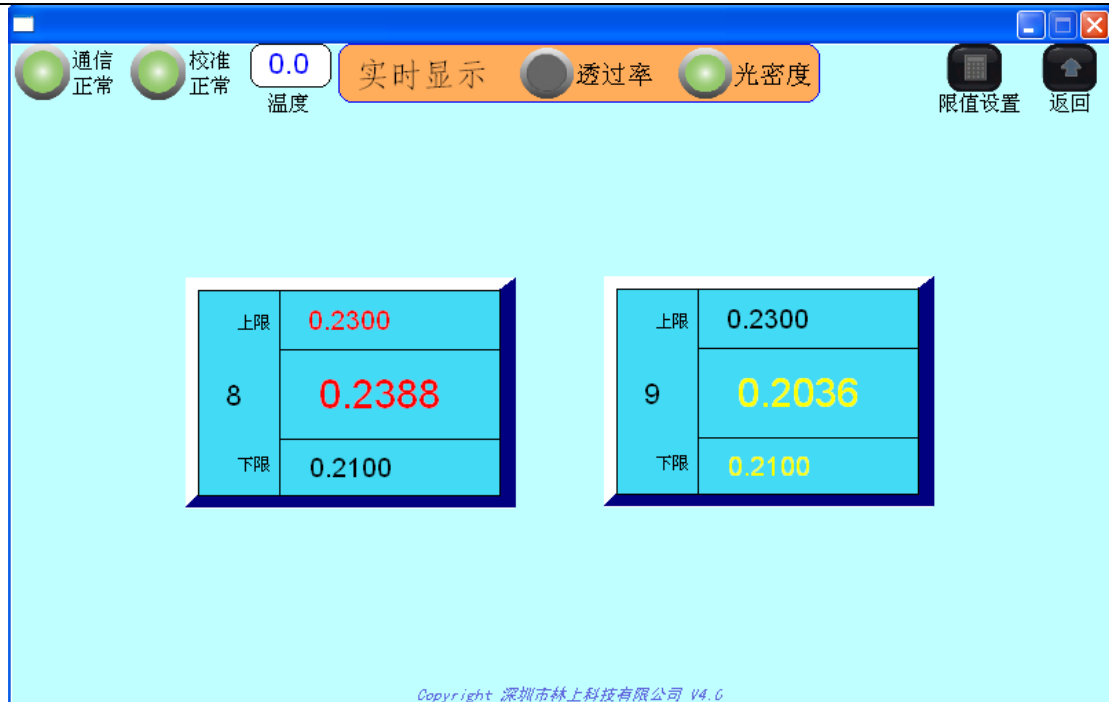 通信
正常
校准
正常
0.0
温度
实时显示
透过率
光密度
限值设置
返回
上限
0.2300
8
0.2388
下限
0.2100
上限
0.2300
9
0.2036
下限
0.2100
Copyright 深圳市林上科技有限公司 V4.6